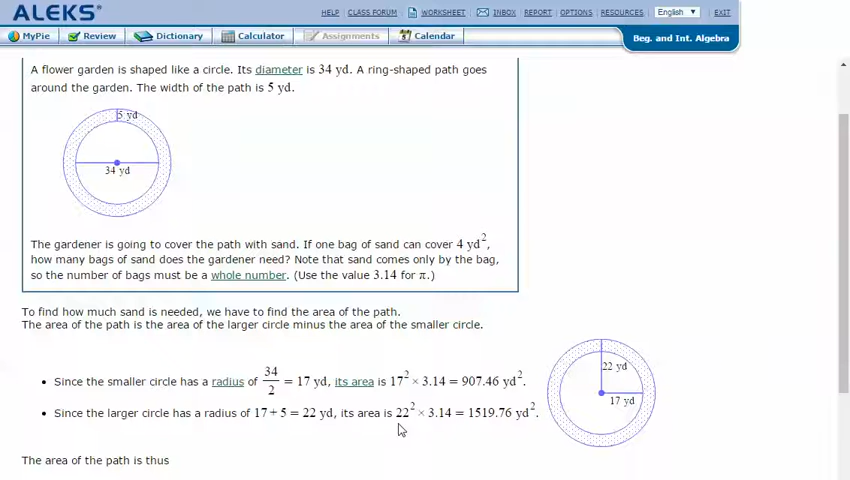 ALEKS®
HELP CLASS FORUM WORKSHEET INBOX REPORT OPTIONS RESOURCES English ▼ EXIT
MyPie Review Dictionary Calculator Assignments Calendar Beg. and Int. Algebra
A flower garden is shaped like a circle. Its diameter is 34 yd. A ring-shaped path goes
around the garden. The width of the path is 5 yd.
5 yd
34 yd
The gardener is going to cover the path with sand. If one bag of sand can cover 4 yd²,
how many bags of sand does the gardener need? Note that sand comes only by the bag,
so the number of bags must be a whole number. (Use the value 3.14 for π.)
To find how much sand is needed, we have to find the area of the path.
The area of the path is the area of the larger circle minus the area of the smaller circle.
• Since the smaller circle has a radius of 34/2 = 17 yd, its area is 17² × 3.14 = 907.46 yd².
• Since the larger circle has a radius of 17 + 5 = 22 yd, its area is 22² × 3.14 = 1519.76 yd².
22 yd
17 yd
The area of the path is thus